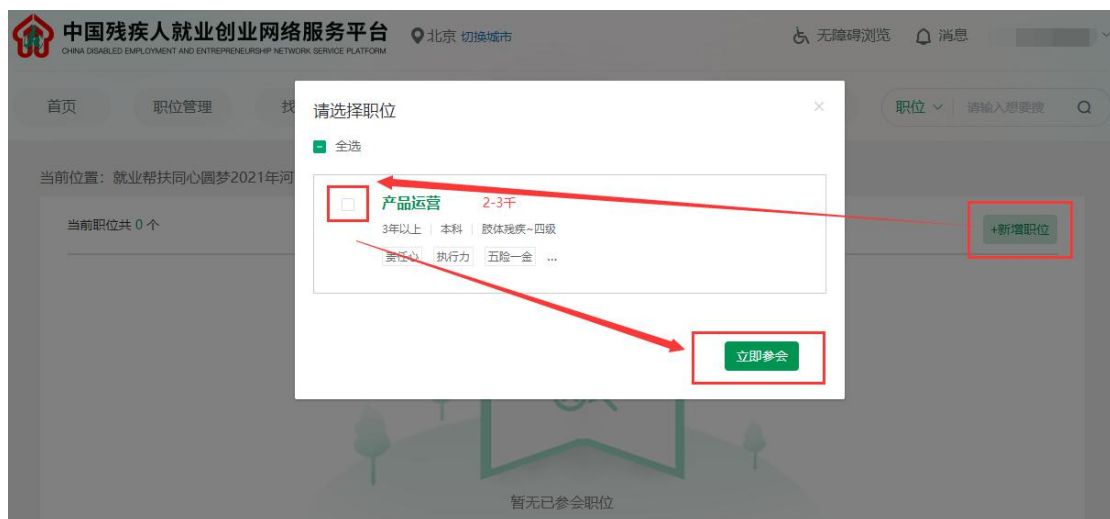 中国残疾人就业创业网络服务平台
CHINA DISABLED EMPLOYMENT AND ENTREPRENEURSHIP NETWORK SERVICE PLATFORM
北京 切换城市
无障碍浏览 消息
首页 职位管理 找
职位 请输入想要搜
请选择职位
全选
当前位置：就业帮扶同心圆梦2021年河
产品运营 2-3千
3年以上 本科 肢体残疾~四级
责任心 执行力 五险一金 ...
当前职位共 0 个
+新增职位
立即参会
暂无已参会职位